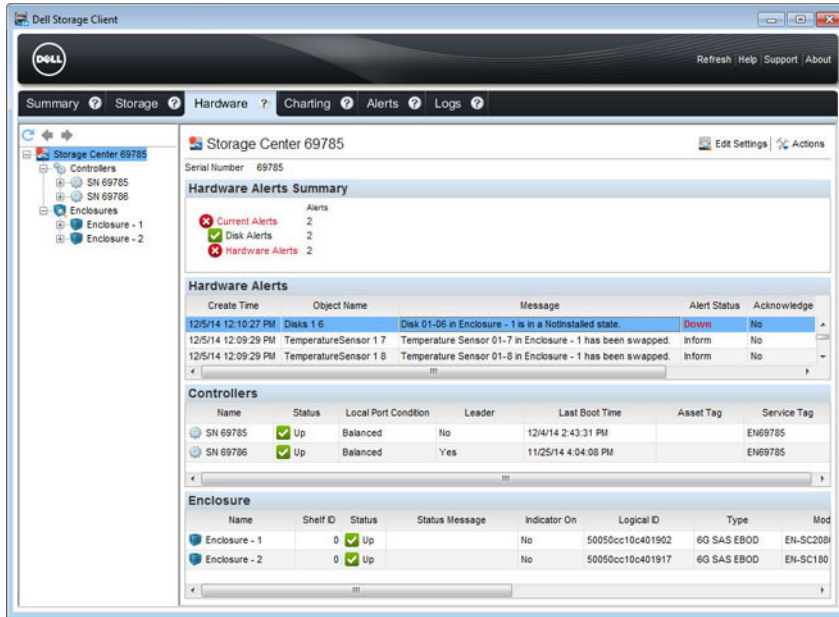 Dell Storage Client
DELL
Refresh Help Support About
Summary ? Storage ? Hardware ? Charting ? Alerts ? Logs ?
Storage Center 69785
Controllers
SN 69785
SN 69786
Enclosures
Enclosure - 1
Enclosure - 2
Storage Center 69785
Edit Settings Actions
Serial Number 69785
Hardware Alerts Summary
Alerts
Current Alerts 2
Disk Alerts 2
Hardware Alerts 2
Hardware Alerts
Create Time Object Name Message Alert Status Acknowledge
12/5/14 12:10:27 PM Disks 1 6 Disk 01-06 in Enclosure - 1 is in a NotInstalled state. Down No
12/5/14 12:09:29 PM TemperatureSensor 1 7 Temperature Sensor 01-7 in Enclosure - 1 has been swapped. Inform No
12/5/14 12:09:29 PM TemperatureSensor 1 8 Temperature Sensor 01-8 in Enclosure - 1 has been swapped. Inform No
Controllers
Name Status Local Port Condition Leader Last Boot Time Asset Tag Service Tag
SN 69785 Up Balanced No 12/4/14 2:43:31 PM EN69785
SN 69786 Up Balanced Yes 11/25/14 4:04:08 PM EN69785
Enclosure
Name Shelf ID Status Status Message Indicator On Logical ID Type Mod
Enclosure - 1 0 Up No 50050cc10c401902 6G SAS EBOD EN-SC208
Enclosure - 2 0 Up No 50050cc10c401917 6G SAS EBOD EN-SC180